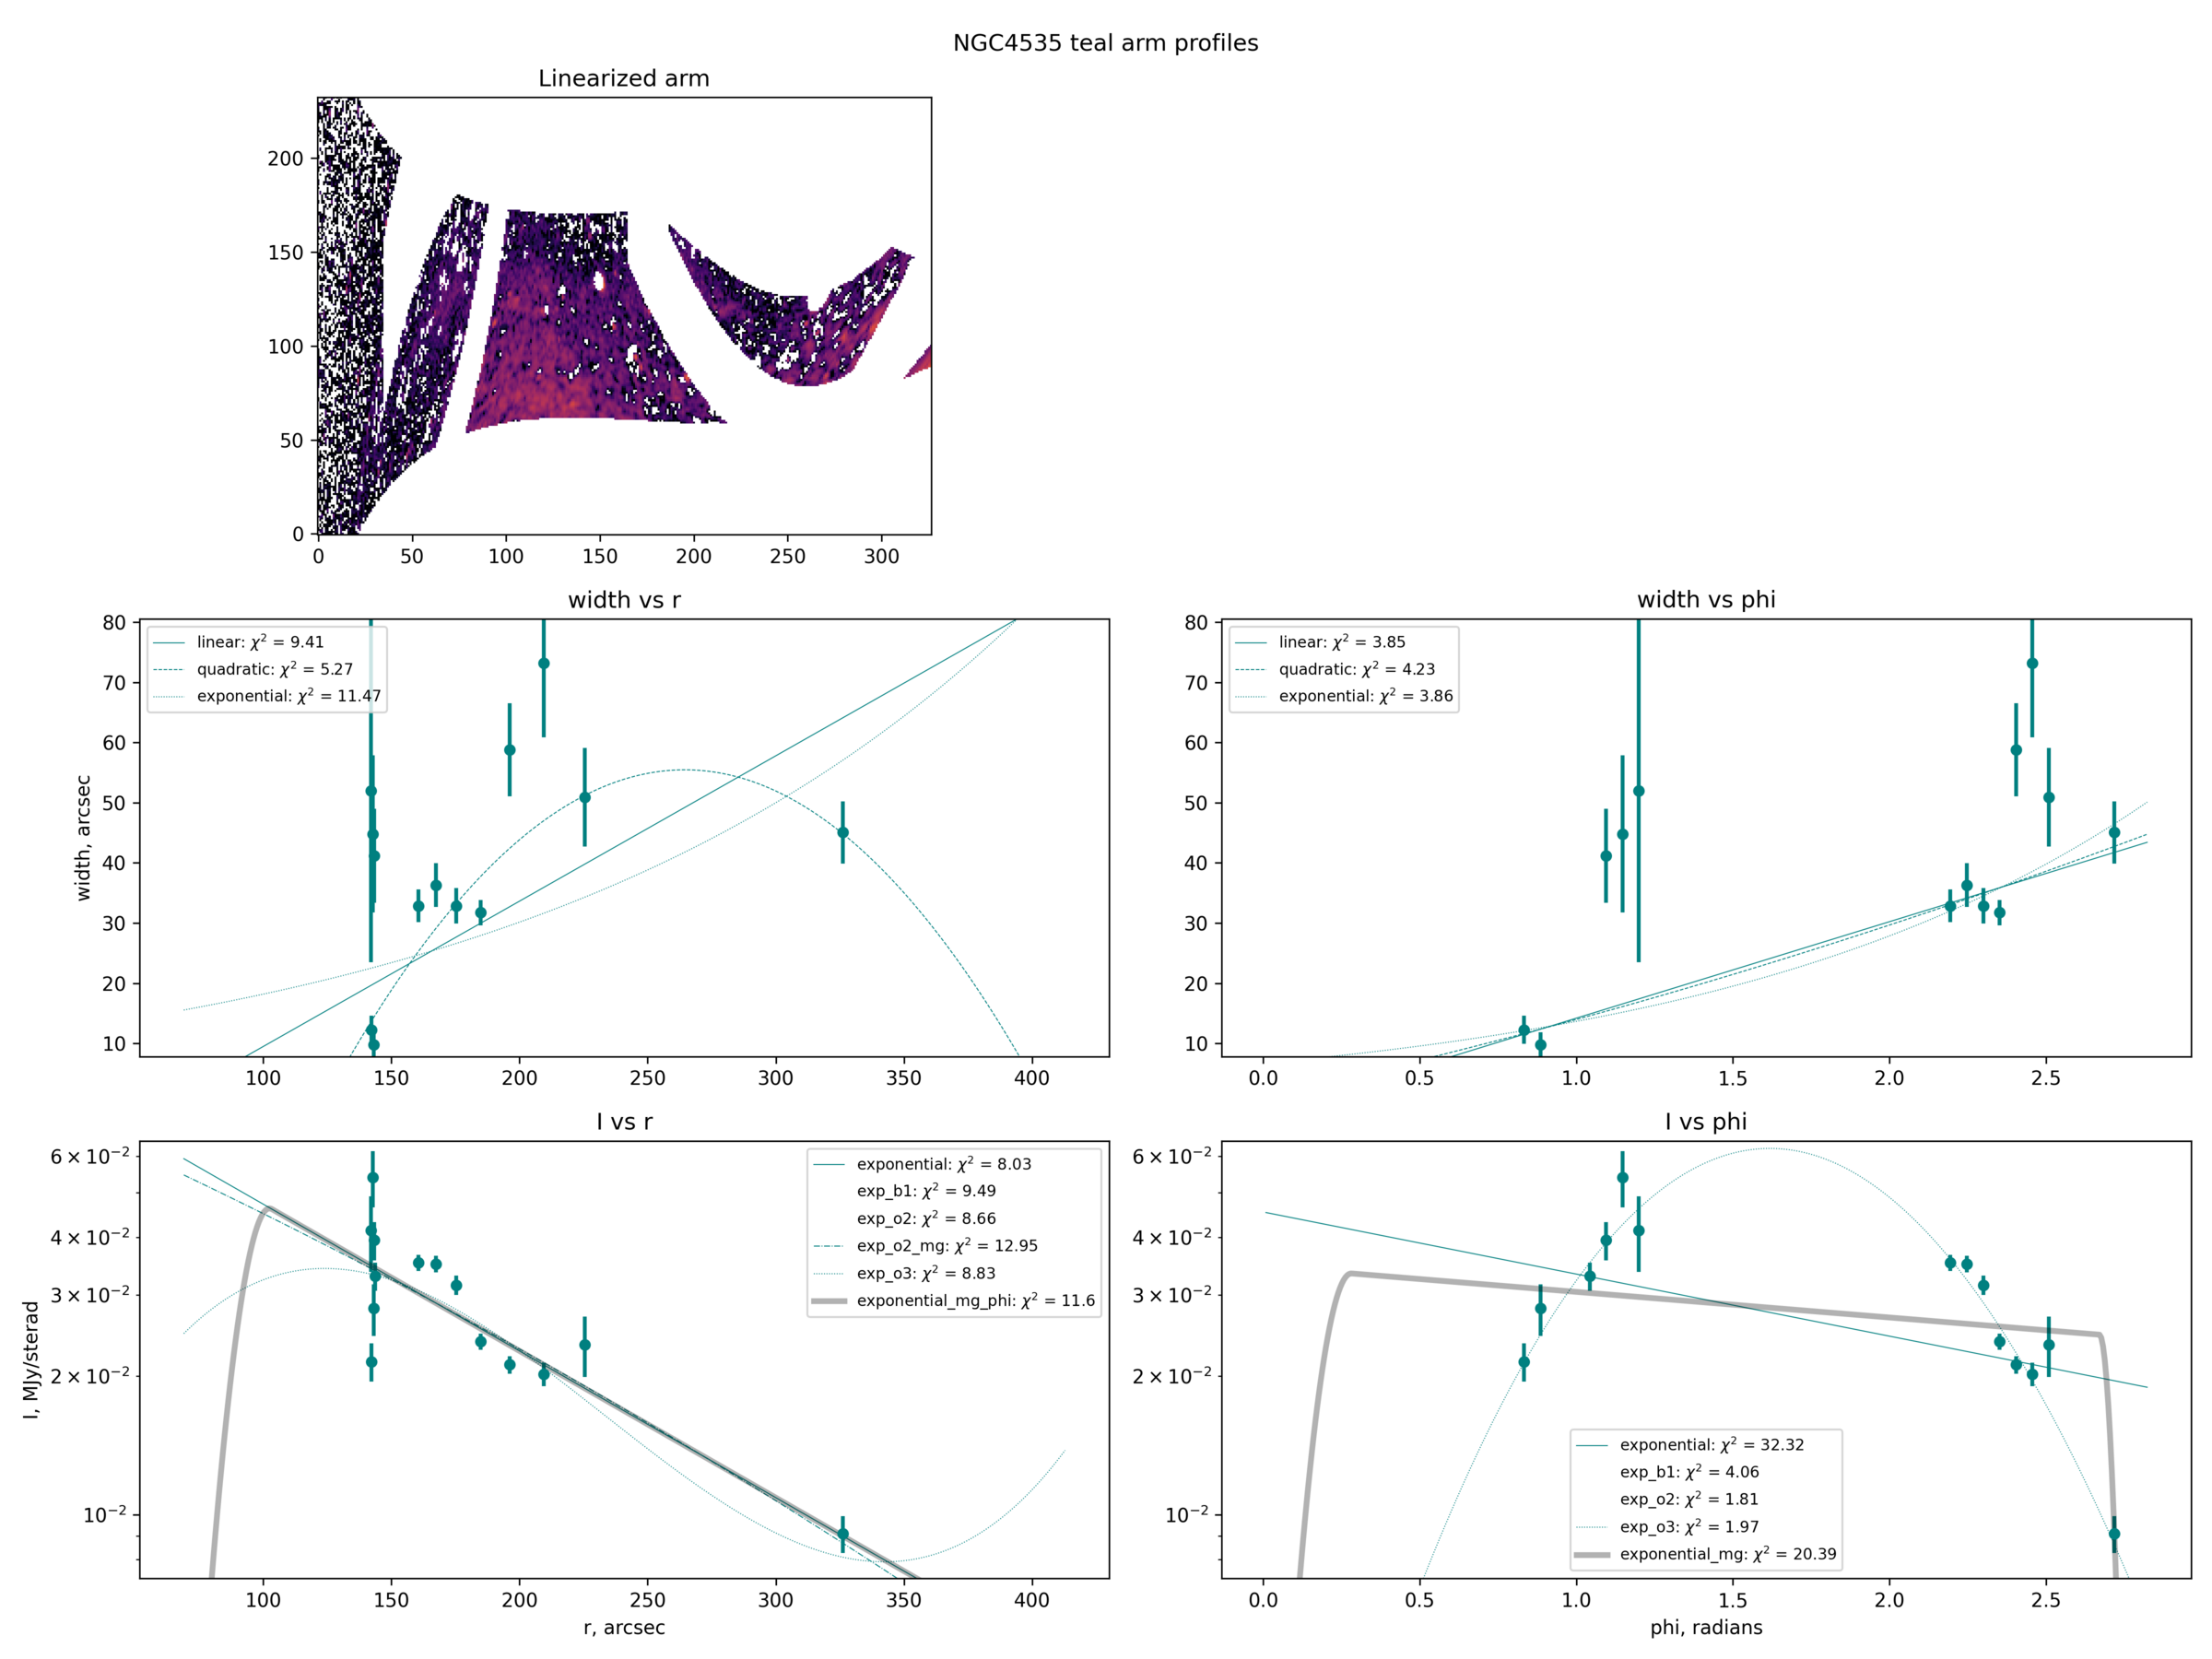 NGC4535 teal arm profiles
Linearized arm
200
150
100
50
0
0 50 100 150 200 250 300
width vs r
width vs phi
linear: χ² = 9.41
quadratic: χ² = 5.27
exponential: χ² = 11.47
width, arcsec
80
70
60
50
40
30
20
10
100 150 200 250 300 350 400
linear: χ² = 3.85
quadratic: χ² = 4.23
exponential: χ² = 3.86
80
70
60
50
40
30
20
10
0.0 0.5 1.0 1.5 2.0 2.5
I vs r
I vs phi
exponential: χ² = 8.03
exp_b1: χ² = 9.49
exp_o2: χ² = 8.66
exp_o2_mg: χ² = 12.95
exp_o3: χ² = 8.83
exponential_mg_phi: χ² = 11.6
I, MJy/sterad
6 × 10⁻²
4 × 10⁻²
3 × 10⁻²
2 × 10⁻²
10⁻²
100 150 200 250 300 350 400
r, arcsec
6 × 10⁻²
4 × 10⁻²
3 × 10⁻²
2 × 10⁻²
10⁻²
exponential: χ² = 32.32
exp_b1: χ² = 4.06
exp_o2: χ² = 1.81
exp_o3: χ² = 1.97
exponential_mg: χ² = 20.39
0.0 0.5 1.0 1.5 2.0 2.5
phi, radians